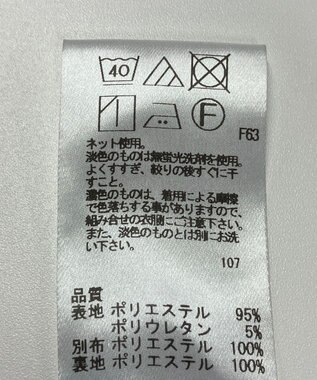 40
F
F63
ネット使用。
淡色のものは無蛍光洗剤を使用。
よくすすぎ、絞りの後すぐに干
すこと。
濃色のものは、着用による摩擦
で色落ちする事がありますので、
組み合せの衣服にご注意下さい。
また、淡色のものとは別にお洗
い下さい。
107
品質
表地 ポリエステル 95%
ポリウレタン 5%
別布 ポリエステル 100%
裏地 ポリエステル 100%